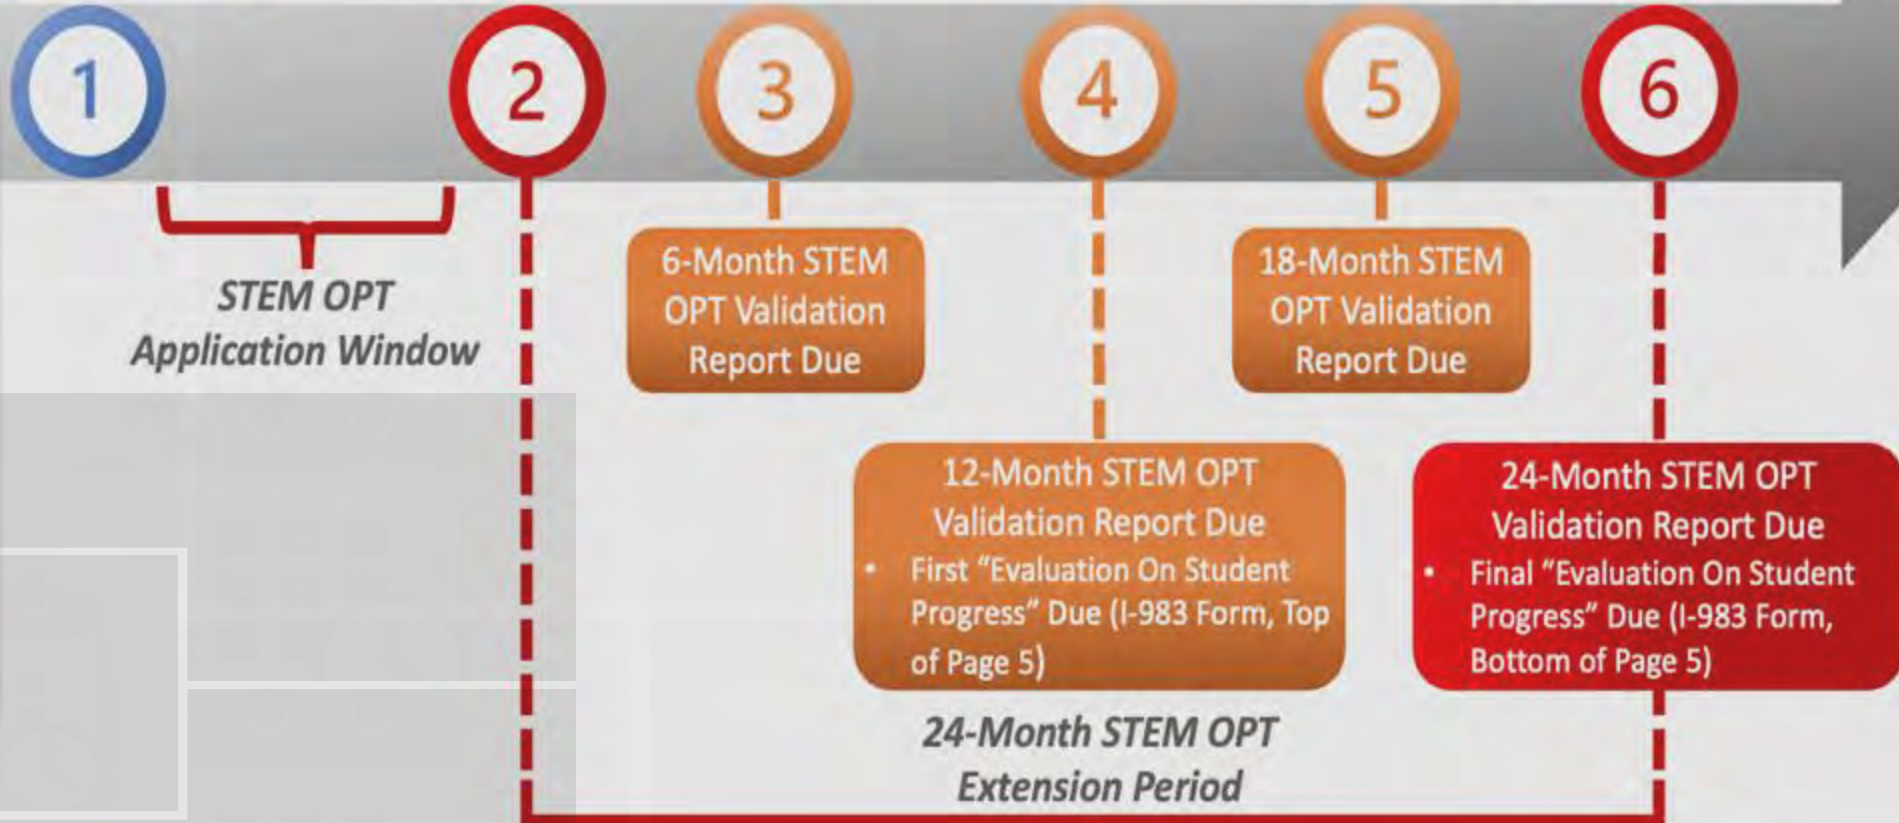 1
2
3
4
5
6
STEM OPT
Application Window
6-Month STEM
OPT Validation
Report Due
18-Month STEM
OPT Validation
Report Due
12-Month STEM OPT
Validation Report Due
• First “Evaluation On Student
Progress” Due (I-983 Form, Top
of Page 5)
24-Month STEM OPT
Validation Report Due
• Final “Evaluation On Student
Progress” Due (I-983 Form,
Bottom of Page 5)
24-Month STEM OPT
Extension Period